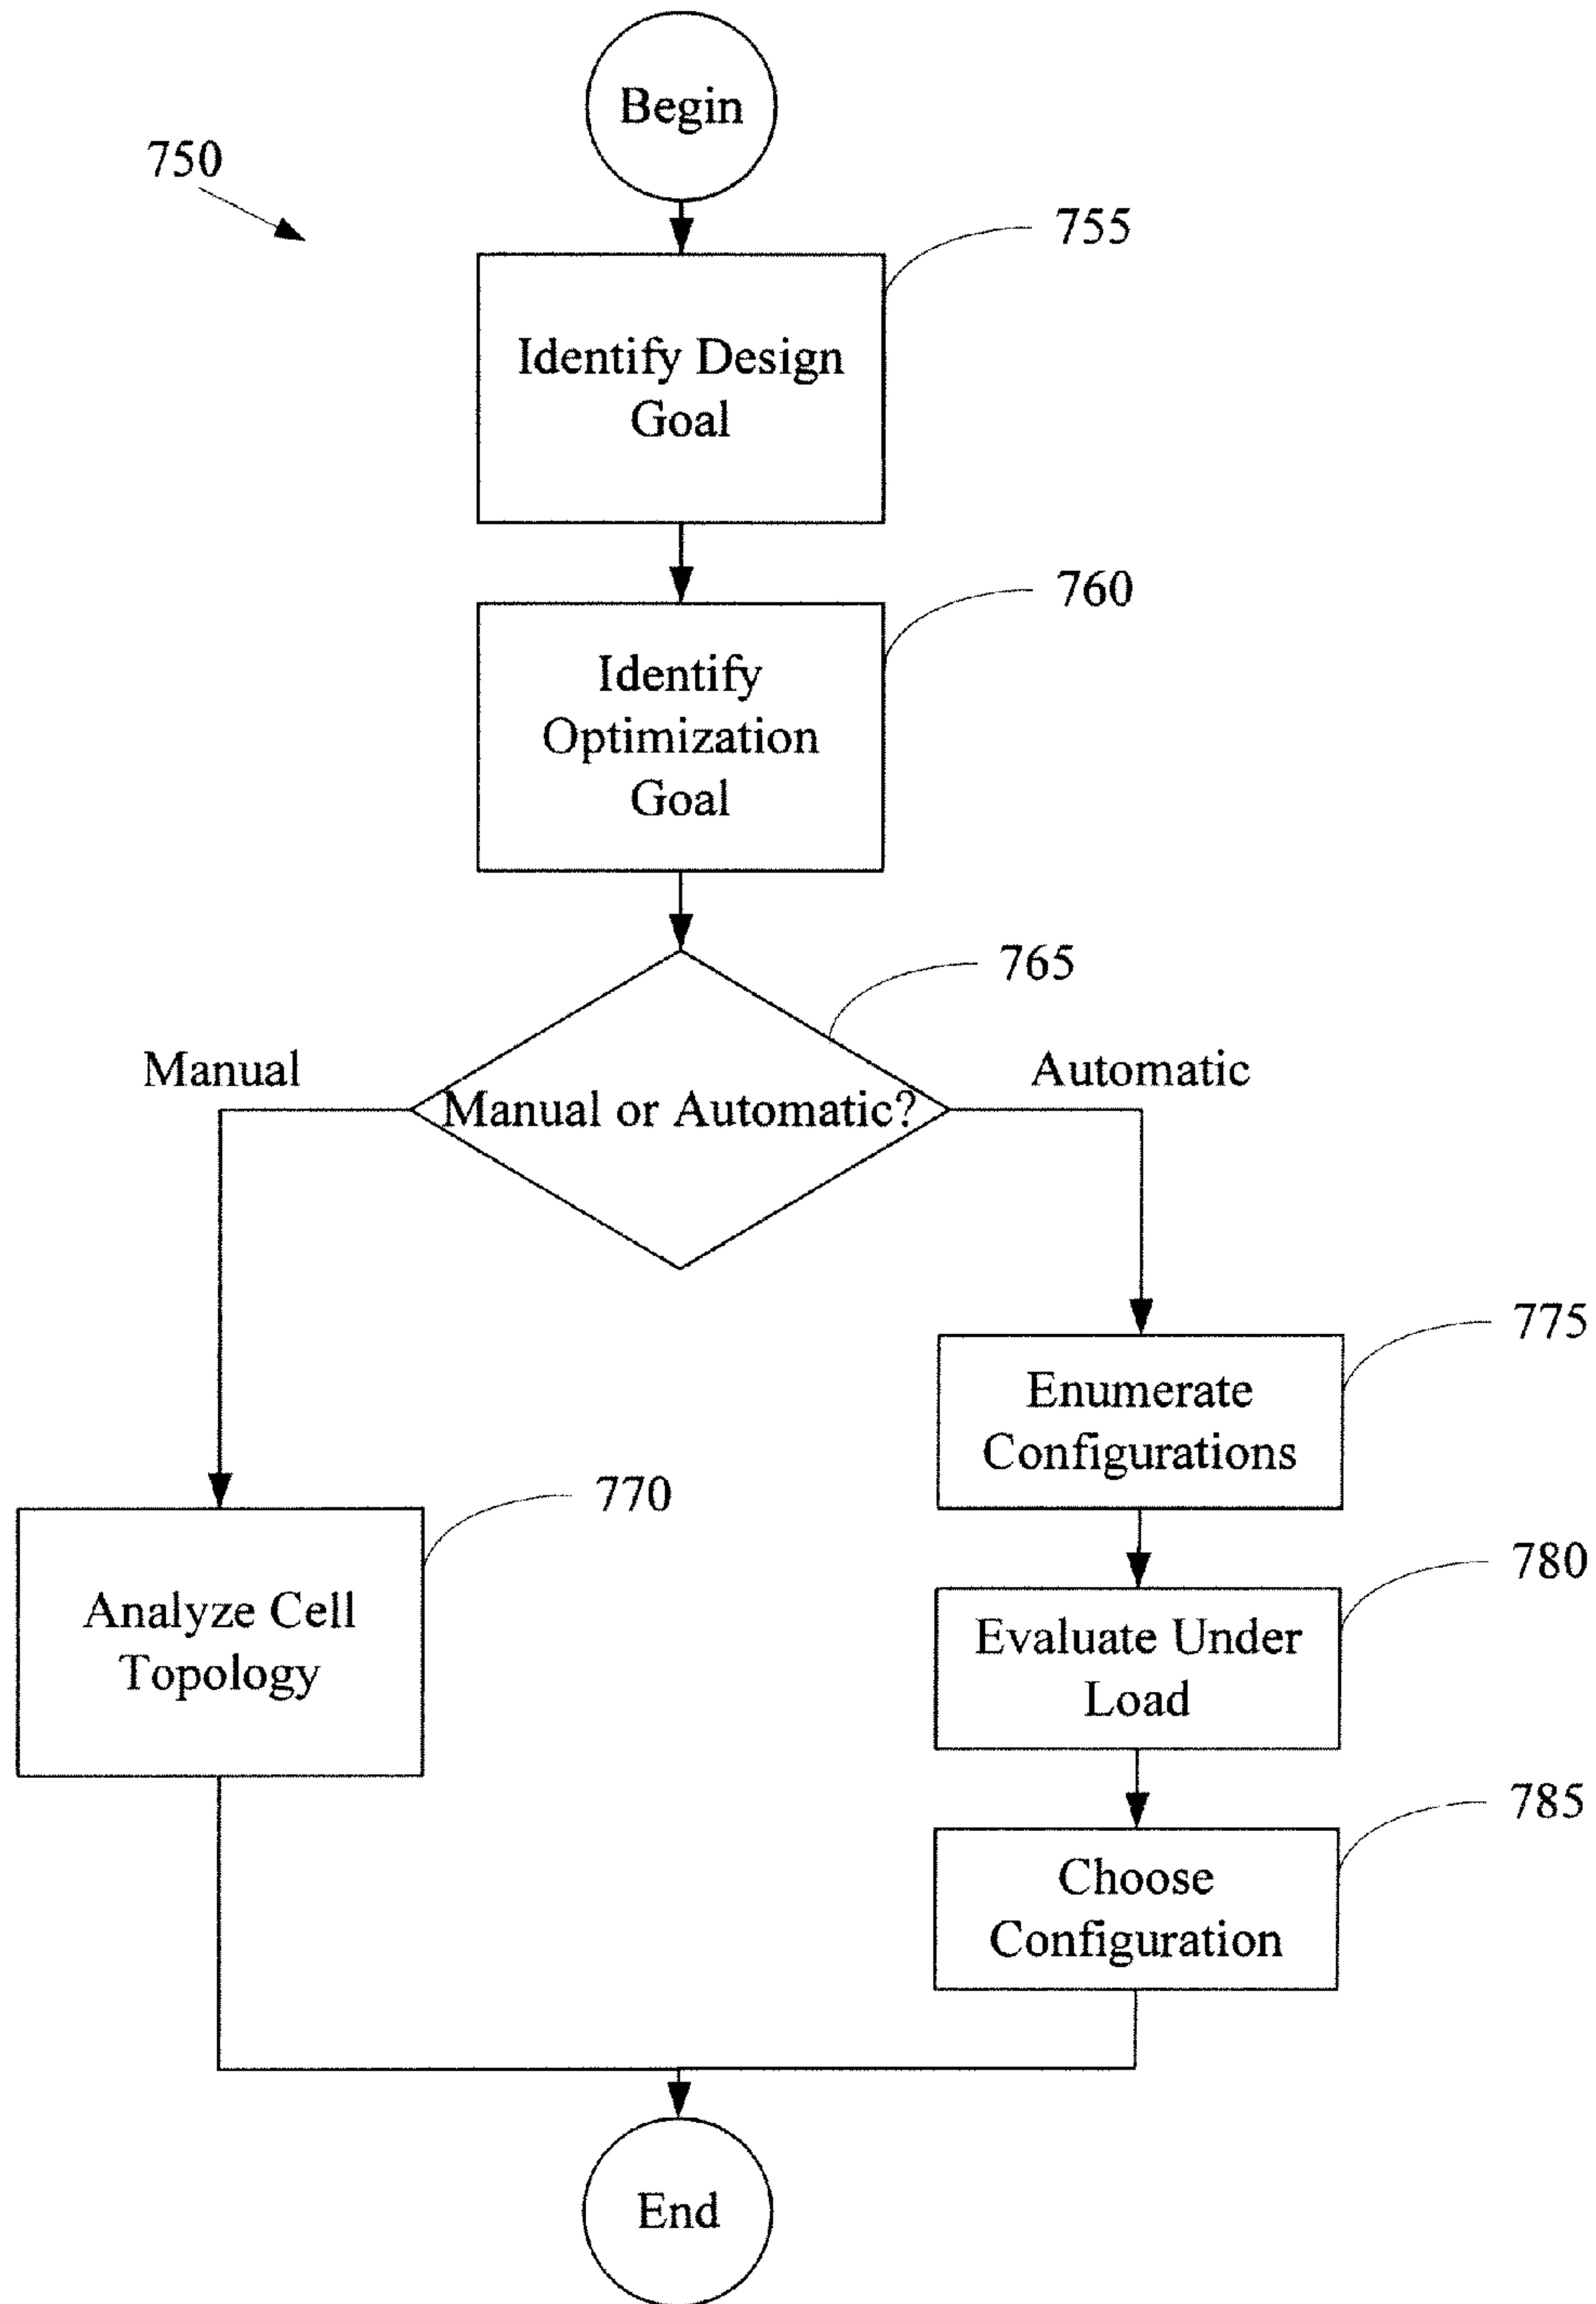 Begin
750
755
Identify Design
Goal
760
Identify
Optimization
Goal
765
Manual
Automatic
Manual or Automatic?
775
Enumerate
Configurations
770
Analyze Cell
Topology
780
Evaluate Under
Load
785
Choose
Configuration
End